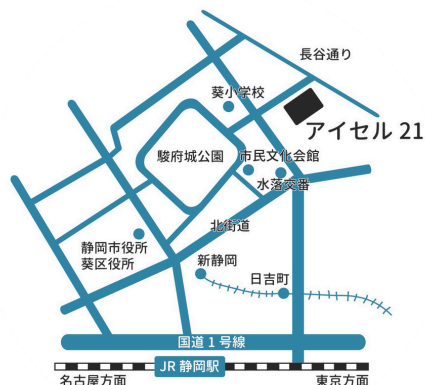 長谷通り
葵小学校
アイセル 21
駿府城公園
市民文化会館
水落交番
北街道
静岡市役所
葵区役所
新静岡
日吉町
国道 1 号線
JR 静岡駅
名古屋方面
東京方面